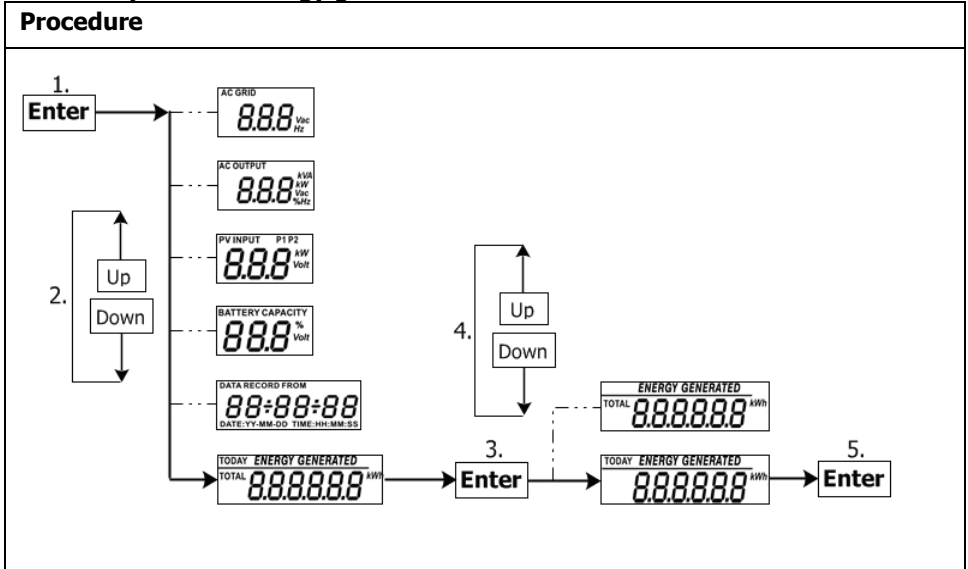 Procedure
1.
Enter
AC GRID
8.8.8 Vac
Hz
AC OUTPUT
8.8.8 kVA
kW
Vac
%Hz
PV INPUT P1 P2
8.8.8 kW
Volt
2.
Up
Down
BATTERY CAPACITY
88.8 %
Volt
DATA RECORD FROM
88:88:88
DATE:YY-MM-DD TIME:HH:MM:SS
TODAY ENERGY GENERATED
TOTAL 8.8.8.8.8.8 kWh
3.
Enter
4.
Up
Down
ENERGY GENERATED
TOTAL 8.8.8.8.8.8 kWh
TODAY ENERGY GENERATED
8.8.8.8.8.8 kWh
5.
Enter